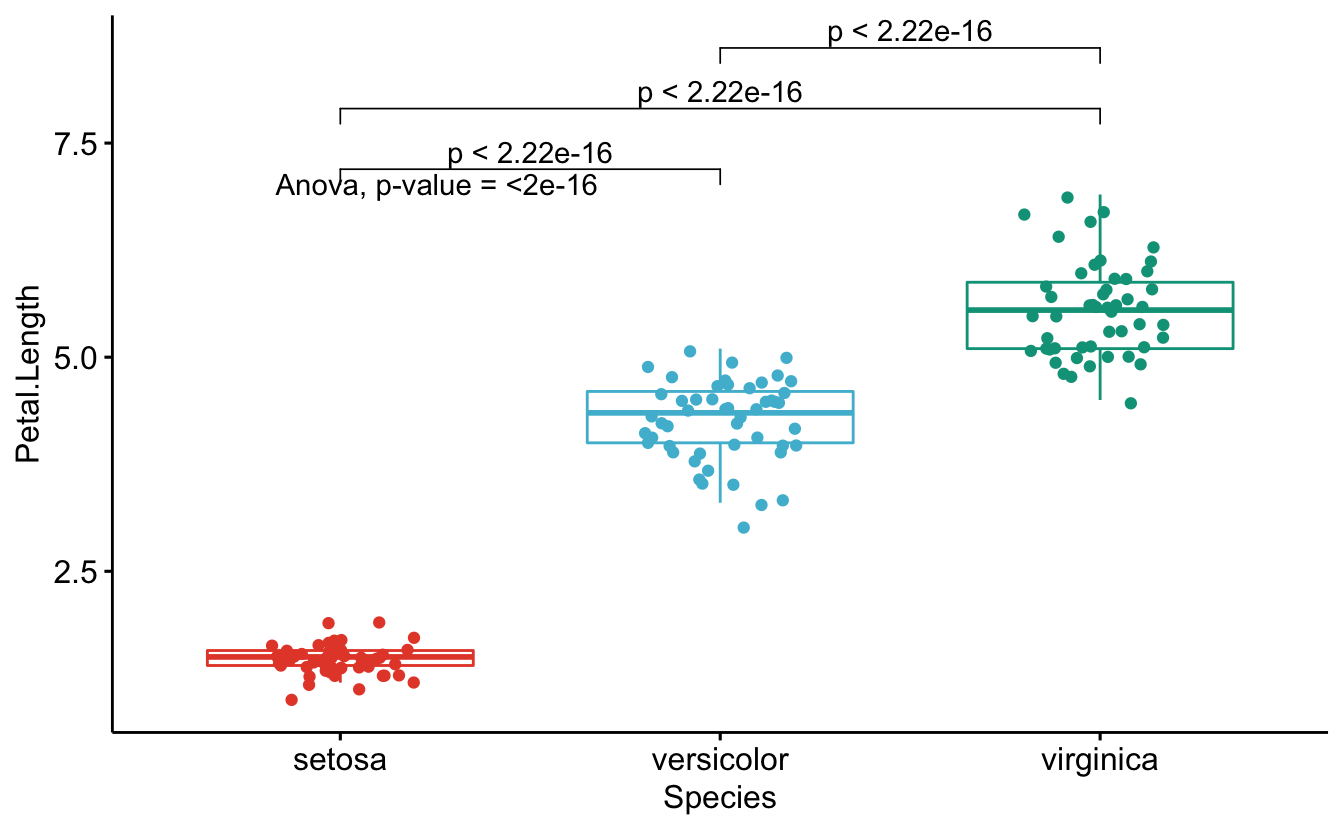 p < 2.22e-16
p < 2.22e-16
p < 2.22e-16
Anova, p-value = <2e-16
7.5
5.0
2.5
Petal.Length
setosa
versicolor
virginica
Species